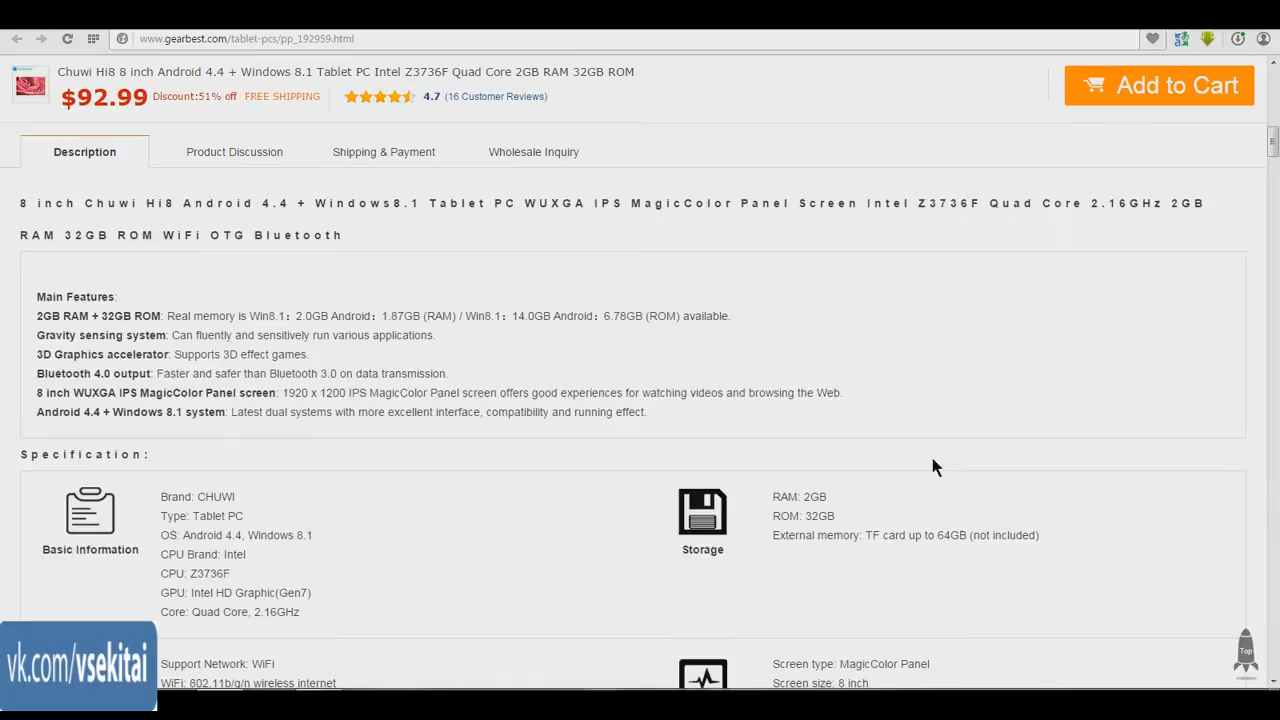 www.gearbest.com/tablet-pcs/pp_192959.html
Chuwi Hi8 8 inch Android 4.4 + Windows 8.1 Tablet PC Intel Z3736F Quad Core 2GB RAM 32GB ROM
$92.99 Discount:51% off FREE SHIPPING 4.7 (16 Customer Reviews)
Add to Cart
Description Product Discussion Shipping & Payment Wholesale Inquiry
8 inch Chuwi Hi8 Android 4.4 + Windows8.1 Tablet PC WUXGA IPS MagicColor Panel Screen Intel Z3736F Quad Core 2.16GHz 2GB
RAM 32GB ROM WiFi OTG Bluetooth
Main Features:
2GB RAM + 32GB ROM: Real memory is Win8.1：2.0GB Android：1.87GB (RAM) / Win8.1：14.0GB Android：6.78GB (ROM) available.
Gravity sensing system: Can fluently and sensitively run various applications.
3D Graphics accelerator: Supports 3D effect games.
Bluetooth 4.0 output: Faster and safer than Bluetooth 3.0 on data transmission.
8 inch WUXGA IPS MagicColor Panel screen: 1920 x 1200 IPS MagicColor Panel screen offers good experiences for watching videos and browsing the Web.
Android 4.4 + Windows 8.1 system: Latest dual systems with more excellent interface, compatibility and running effect.
Specification:
Basic Information
Brand: CHUWI
Type: Tablet PC
OS: Android 4.4, Windows 8.1
CPU Brand: Intel
CPU: Z3736F
GPU: Intel HD Graphic(Gen7)
Core: Quad Core, 2.16GHz
Storage
RAM: 2GB
ROM: 32GB
External memory: TF card up to 64GB (not included)
Support Network: WiFi
WiFi: 802.11b/g/n wireless internet
Screen type: MagicColor Panel
Screen size: 8 inch
Top
vk.com/vsekitai